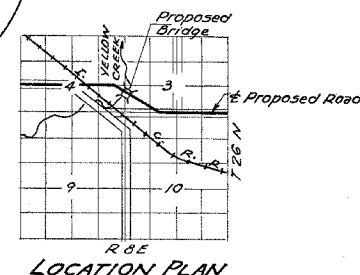 Proposed
Bridge
YELLOW
CREEK
4
3
I.
C.
R. R.
℄ Proposed Road
T 26 N
9
10
R 8 E
LOCATION PLAN